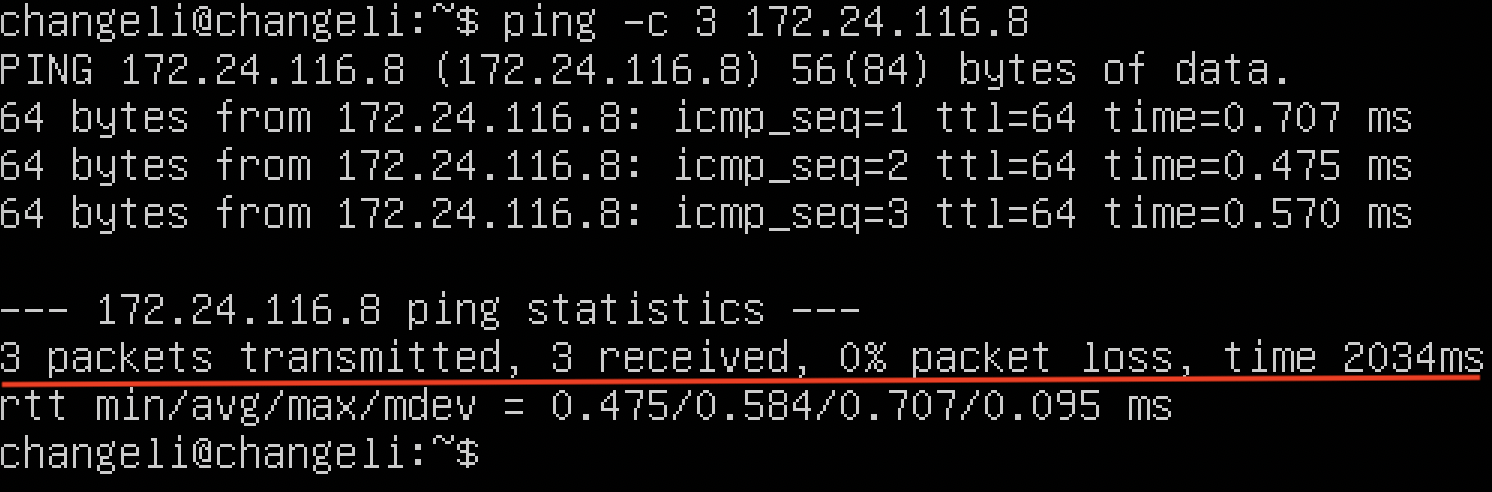 changeli@changeli:~$ ping -c 3 172.24.116.8
PING 172.24.116.8 (172.24.116.8) 56(84) bytes of data.
64 bytes from 172.24.116.8: icmp_seq=1 ttl=64 time=0.707 ms
64 bytes from 172.24.116.8: icmp_seq=2 ttl=64 time=0.475 ms
64 bytes from 172.24.116.8: icmp_seq=3 ttl=64 time=0.570 ms
--- 172.24.116.8 ping statistics ---
3 packets transmitted, 3 received, 0% packet loss, time 2034ms
rtt min/avg/max/mdev = 0.475/0.584/0.707/0.095 ms
changeli@changeli:~$